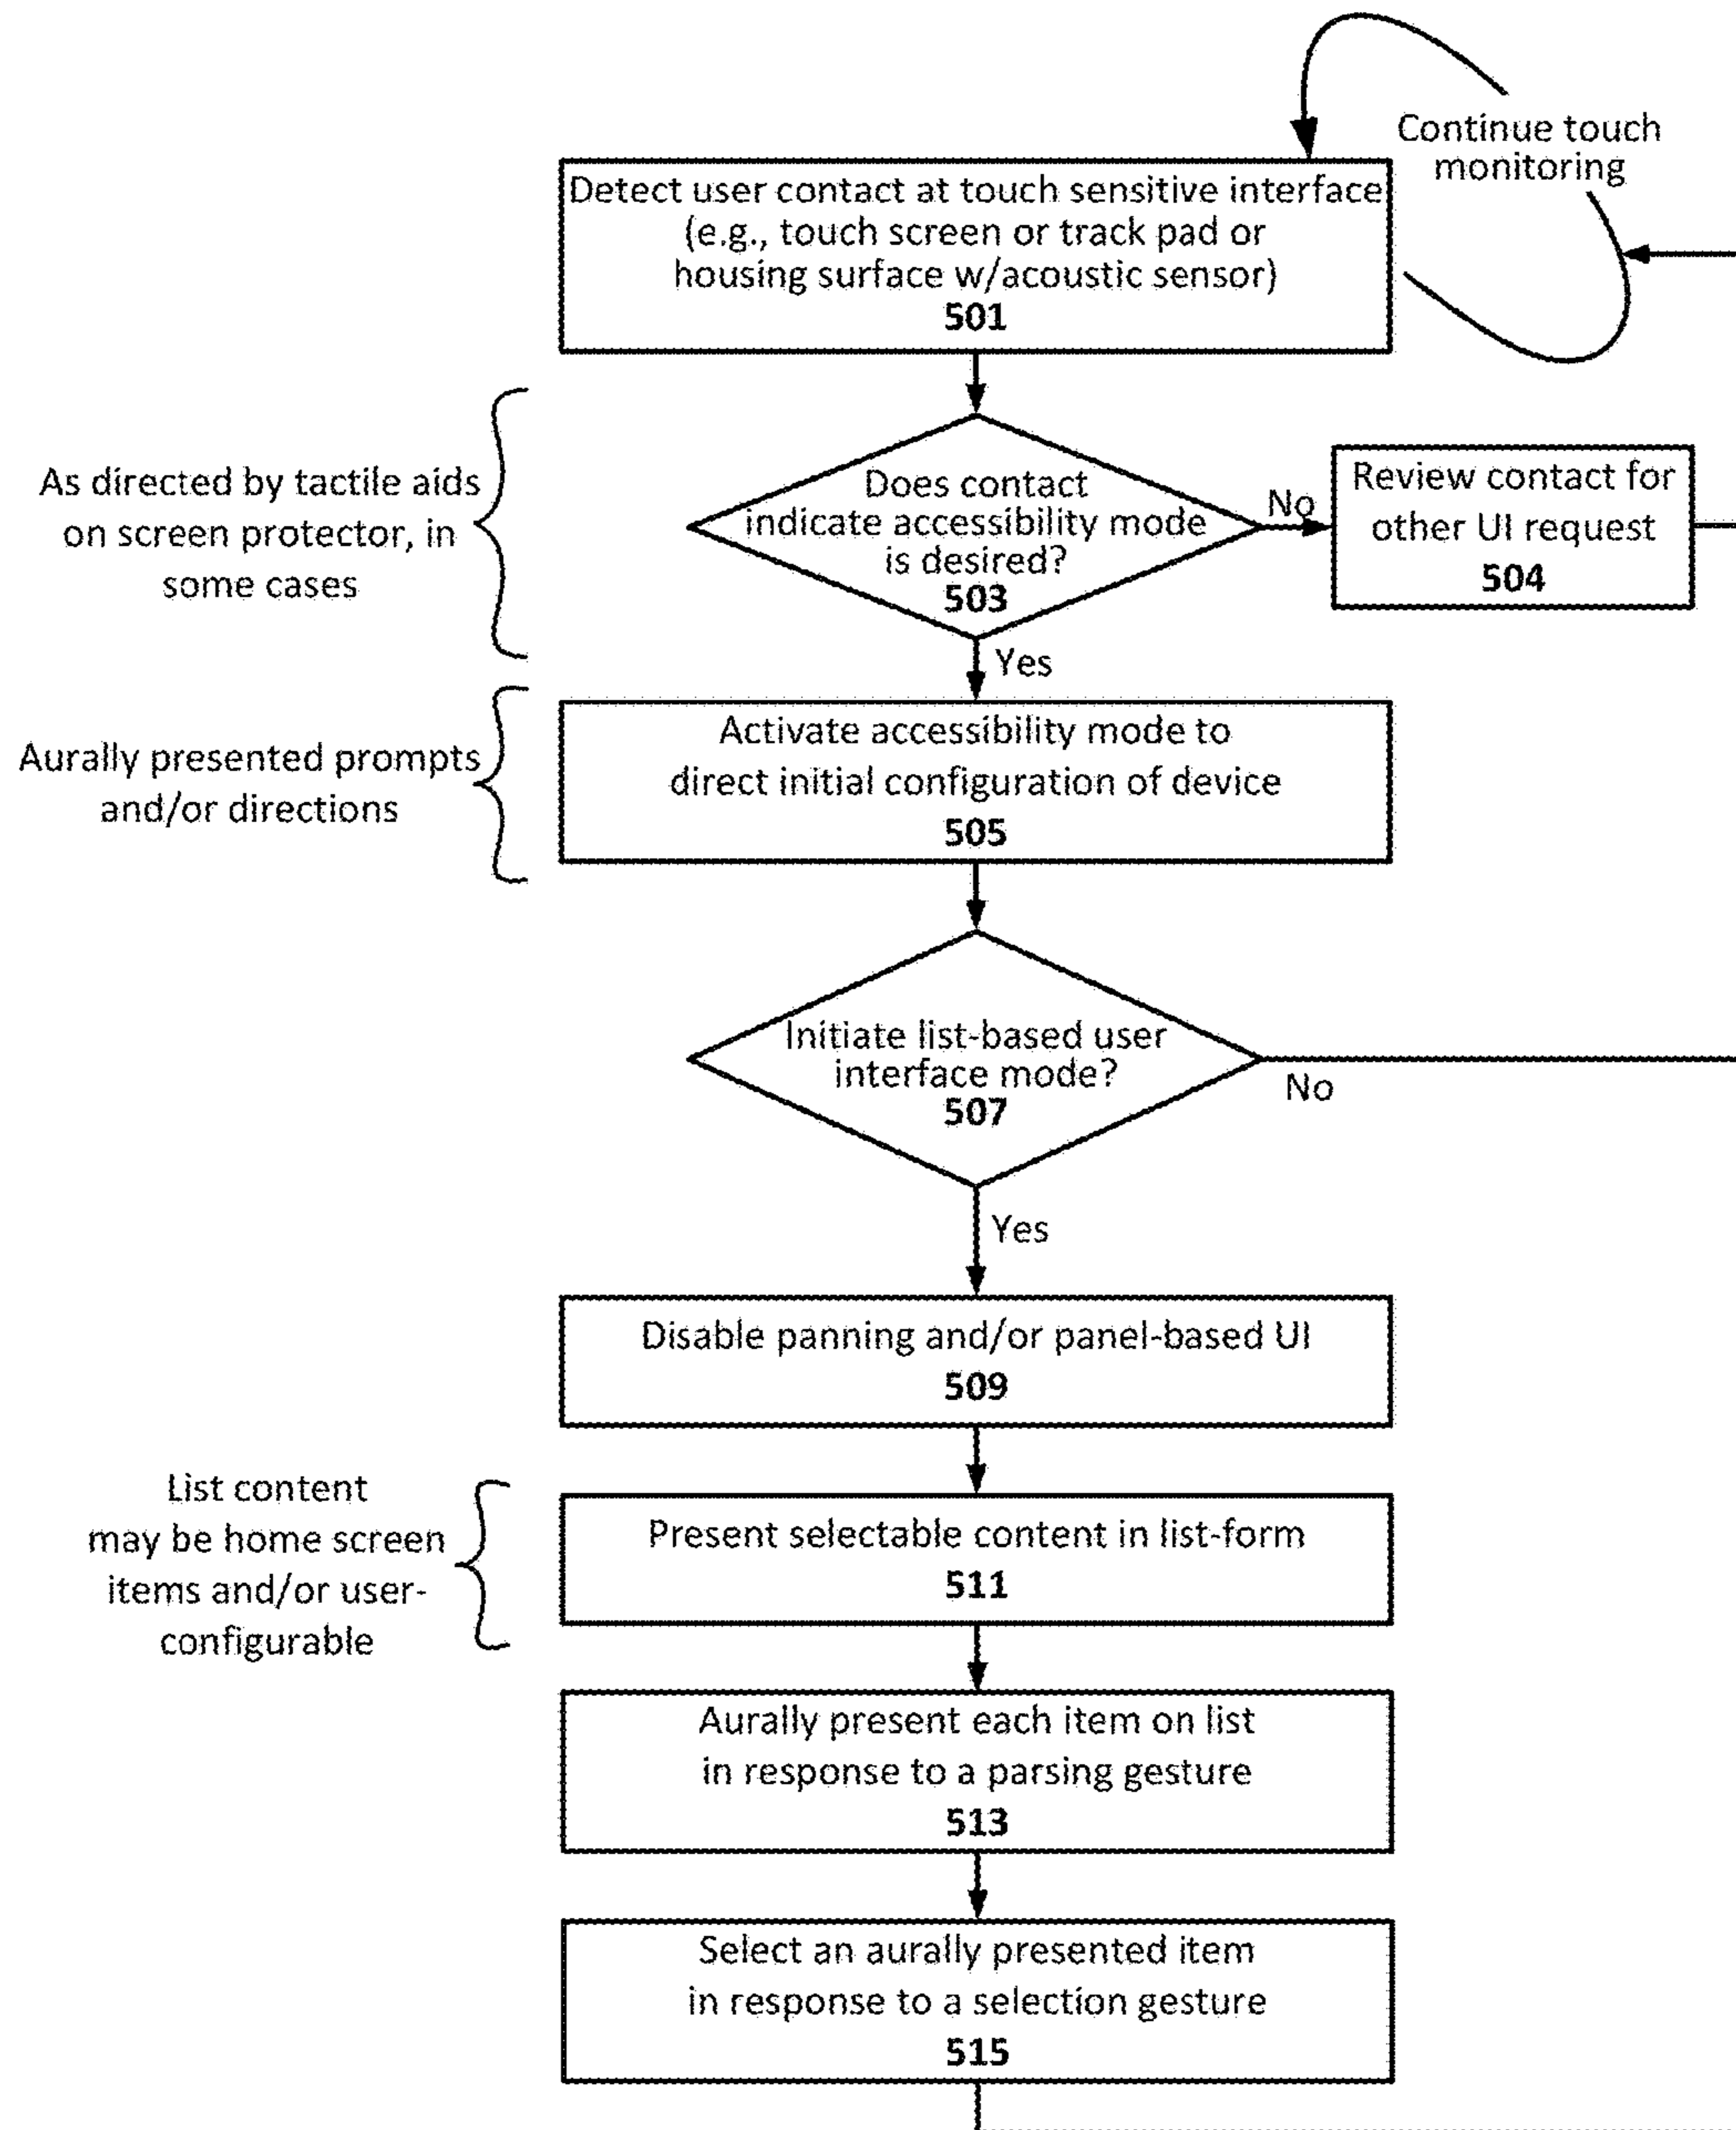 Continue touch
monitoring
Detect user contact at touch sensitive interface
(e.g., touch screen or track pad or
housing surface w/acoustic sensor)
501
As directed by tactile aids
on screen protector, in
some cases
Does contact
indicate accessibility mode
is desired?
503
No
Review contact for
other UI request
504
Yes
Aurally presented prompts
and/or directions
Activate accessibility mode to
direct initial configuration of device
505
Initiate list-based user
interface mode?
507
No
Yes
Disable panning and/or panel-based UI
509
List content
may be home screen
items and/or user-
configurable
Present selectable content in list-form
511
Aurally present each item on list
in response to a parsing gesture
513
Select an aurally presented item
in response to a selection gesture
515